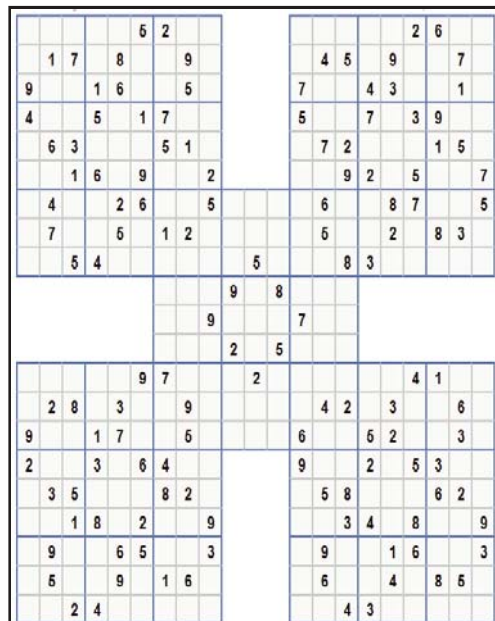 5 2 2 6
1 7 8 9 4 5 9 7
9 1 6 5 7 4 3 1
4 5 1 7 5 7 3 9
6 3 5 1 7 2 1 5
1 6 9 2 9 2 5 7
4 2 6 5 6 8 7 5
7 5 1 2 5 2 8 3
5 4 5 8 3
9 8
9 7
2 5
9 7 2 4 1
2 8 3 9 4 2 3 6
9 1 7 5 6 5 2 3
2 3 6 4 9 2 5 3
3 5 8 2 5 8 6 2
1 8 2 9 3 4 8 9
9 6 5 3 9 1 6 3
5 9 1 6 6 4 8 5
2 4 4 3